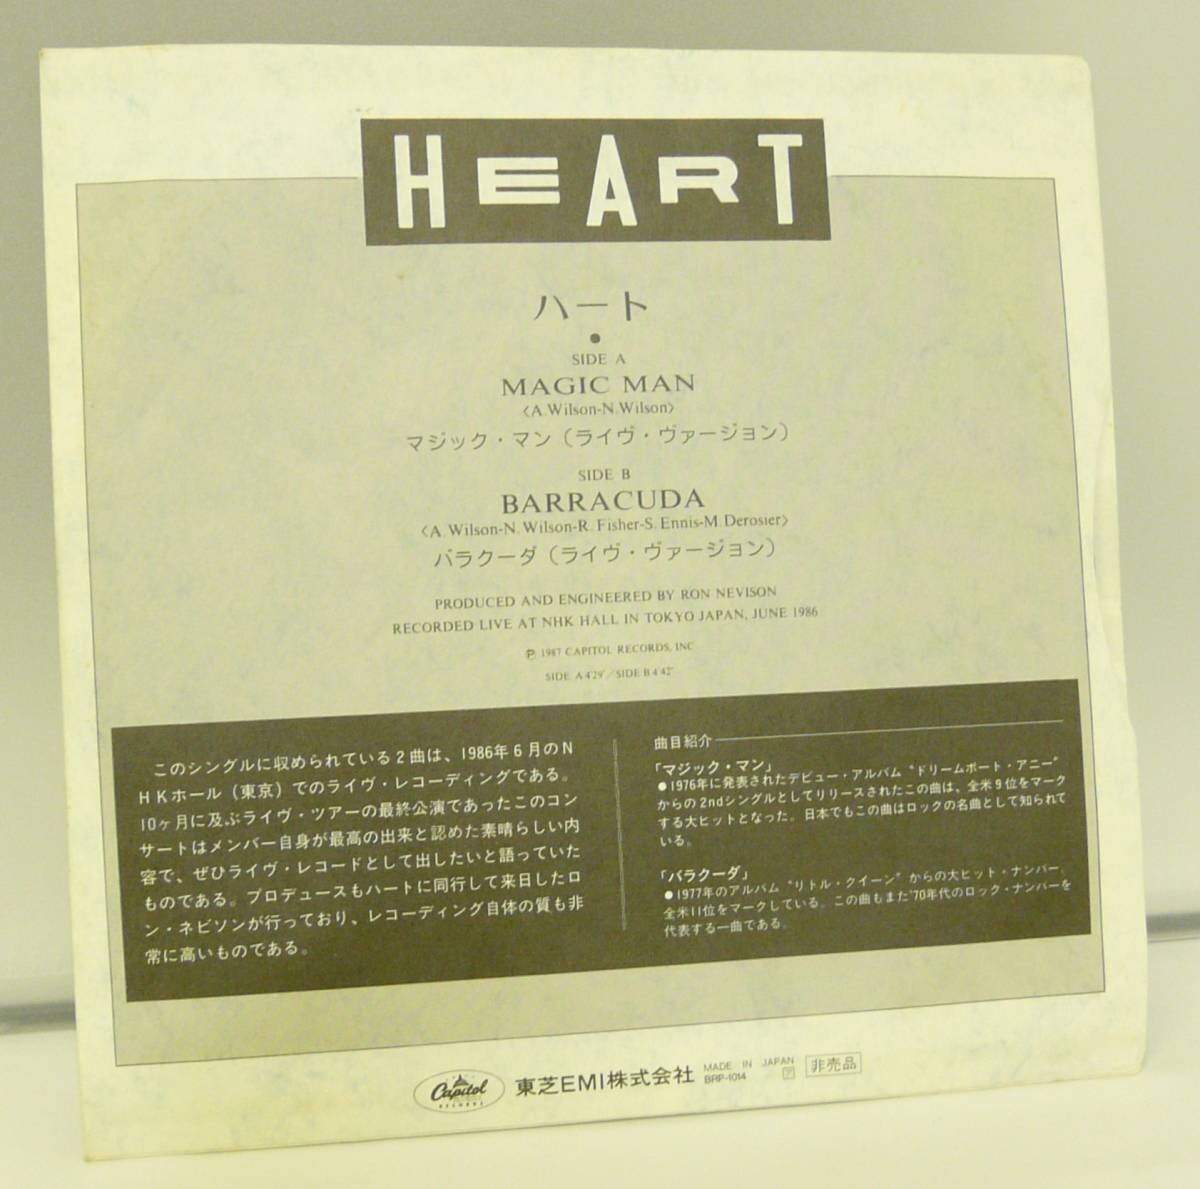 HEART
ハート
•
SIDE A
MAGIC MAN
〈A. Wilson-N. Wilson〉
マジック・マン（ライヴ・ヴァージョン）
SIDE B
BARRACUDA
〈A. Wilson-N. Wilson-R. Fisher-S. Ennis-M. Derosier〉
バラクーダ（ライヴ・ヴァージョン）
PRODUCED AND ENGINEERED BY RON NEVISON
RECORDED LIVE AT NHK HALL IN TOKYO JAPAN, JUNE 1986
℗ 1987 CAPITOL RECORDS, INC
SIDE A 4'29"／SIDE B 4'42"
このシングルに収められている2曲は、1986年6月のN
HKホール（東京）でのライヴ・レコーディングである。
10ヶ月に及ぶライヴ・ツアーの最終公演であったこのコン
サートはメンバー自身が最高の出来と認めた素晴らしい内
容で、ぜひライヴ・レコードとして出したいと語っていた
ものである。プロデュースもハートに同行して来日したロ
ン・ネビソンが行っており、レコーディング自体の質も非
常に高いものである。
曲目紹介
「マジック・マン」
●1976年に発表されたデビュー・アルバム“ドリームボート・アニー”
からの2ndシングルとしてリリースされたこの曲は、全米9位をマーク
する大ヒットとなった。日本でもこの曲はロックの名曲として知られて
いる。
「バラクーダ」
●1977年のアルバム“リトル・クイーン”からの大ヒット・ナンバー。
全米11位をマークしている。この曲もまた'70年代のロック・ナンバーを
代表する一曲である。
Capitol
RECORDS
東芝EMI株式会社
MADE IN JAPAN
BRP-1014 ア
非売品